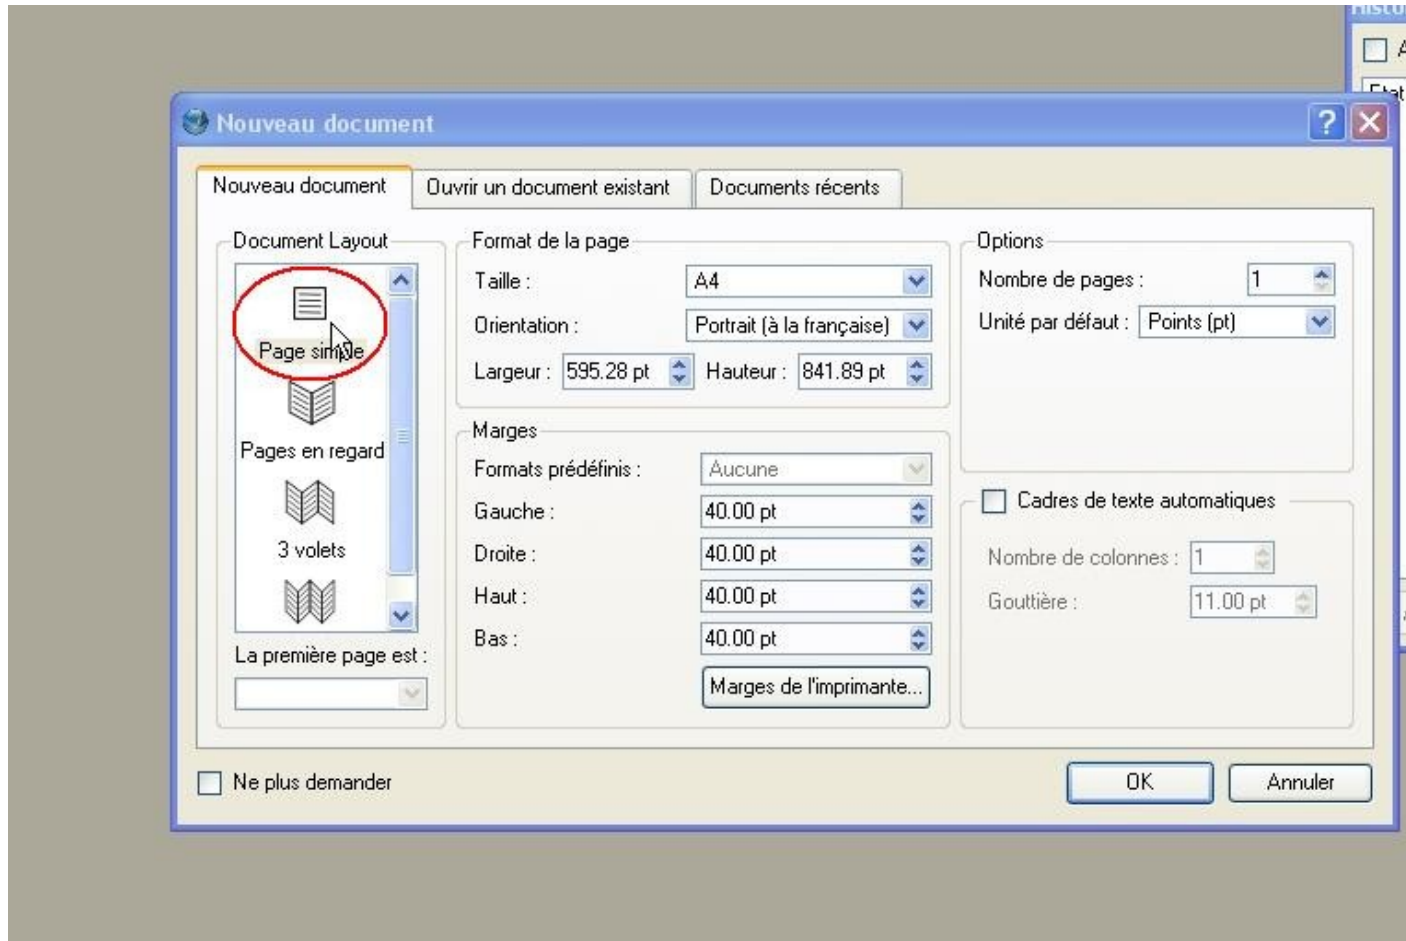 Nouveau document
Nouveau document
Ouvrir un document existant
Documents récents
Document Layout
Page simple
Pages en regard
3 volets
La première page est :
Format de la page
Taille : A4
Orientation : Portrait (à la française)
Largeur : 595.28 pt Hauteur : 841.89 pt
Marges
Formats prédéfinis : Aucune
Gauche : 40.00 pt
Droite : 40.00 pt
Haut : 40.00 pt
Bas : 40.00 pt
Marges de l'imprimante...
Options
Nombre de pages : 1
Unité par défaut : Points (pt)
Cadres de texte automatiques
Nombre de colonnes : 1
Gouttière : 11.00 pt
Ne plus demander
OK
Annuler